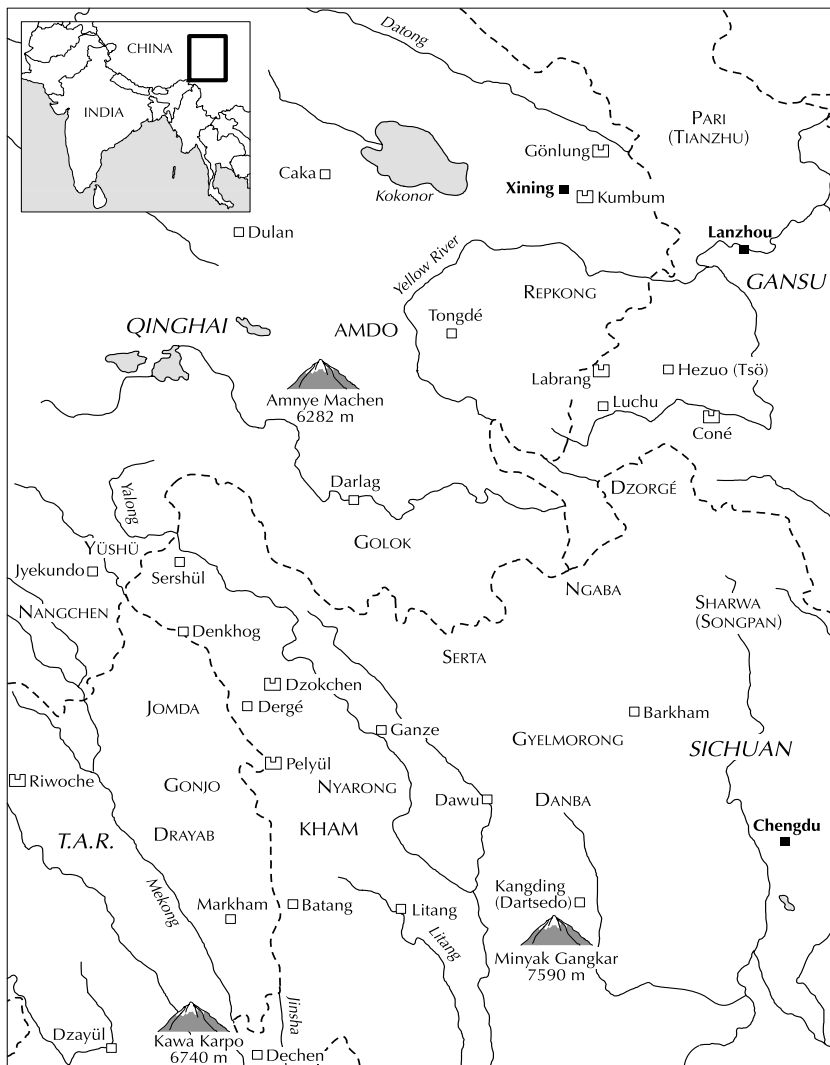 Datong
CHINA
INDIA
PARI
(TIANZHU)
Gönlung
Caka
Kokonor
Xining
Kumbum
Dulan
Lanzhou
Yellow River
GANSU
REPKONG
QINGHAI
AMDO
Tongdé
Labrang
Hezuo (Tsö)
Amnye Machen
6282 m
Luchu
Coné
Yalong
Darlag
DZORGÉ
GOLOK
YÜSHÜ
Jyekundo
Sershül
NGABA
NANGCHEN
SHARWA
(SONGPAN)
Denkhog
SERTA
Dzokchen
JOMDA
Dergé
Barkham
Ganze
GYELMORONG
SICHUAN
Pelyül
Riwoche
GONJO
NYARONG
Dawu
DANBA
DRAYAB
KHAM
Chengdu
T.A.R.
Mekong
Kangding
(Dartsedo)
Markham
Batang
Litang
Litang
Minyak Gangkar
7590 m
Jinsha
Dzayül
Kawa Karpo
6740 m
Dechen